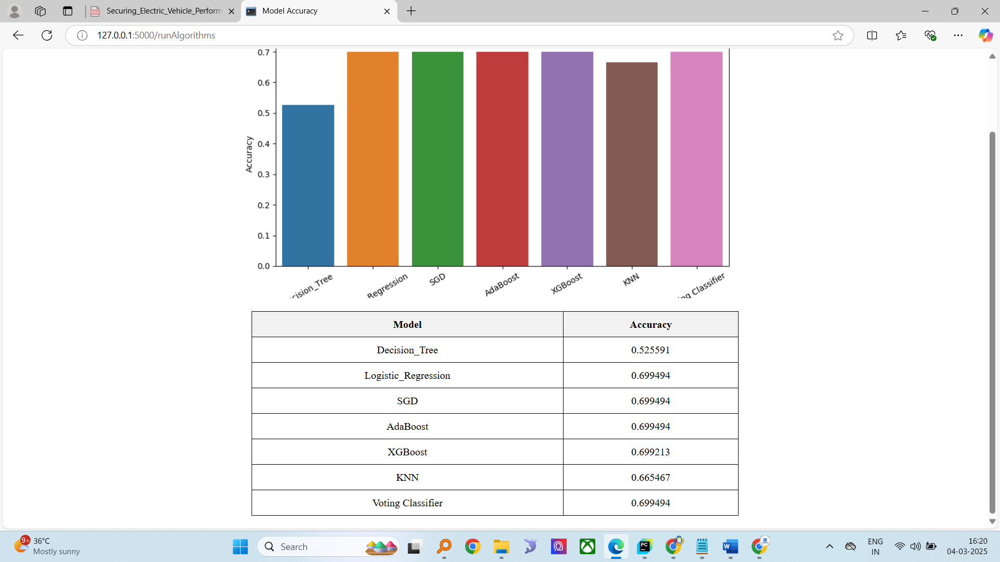 Securing_Electric_Vehicle_Perform
Model Accuracy
127.0.0.1:5000/runAlgorithms
0.7
0.6
0.5
0.4
0.3
0.2
0.1
0.0
Accuracy
cision_Tree
Regression
SGD
AdaBoost
XGBoost
KNN
ng Classifier
Model Accuracy
Decision_Tree 0.525591
Logistic_Regression 0.699494
SGD 0.699494
AdaBoost 0.699494
XGBoost 0.699213
KNN 0.665467
Voting Classifier 0.699494
9+
36°C
Mostly sunny
Search
PC
W
ENG
IN
16:20
04-03-2025